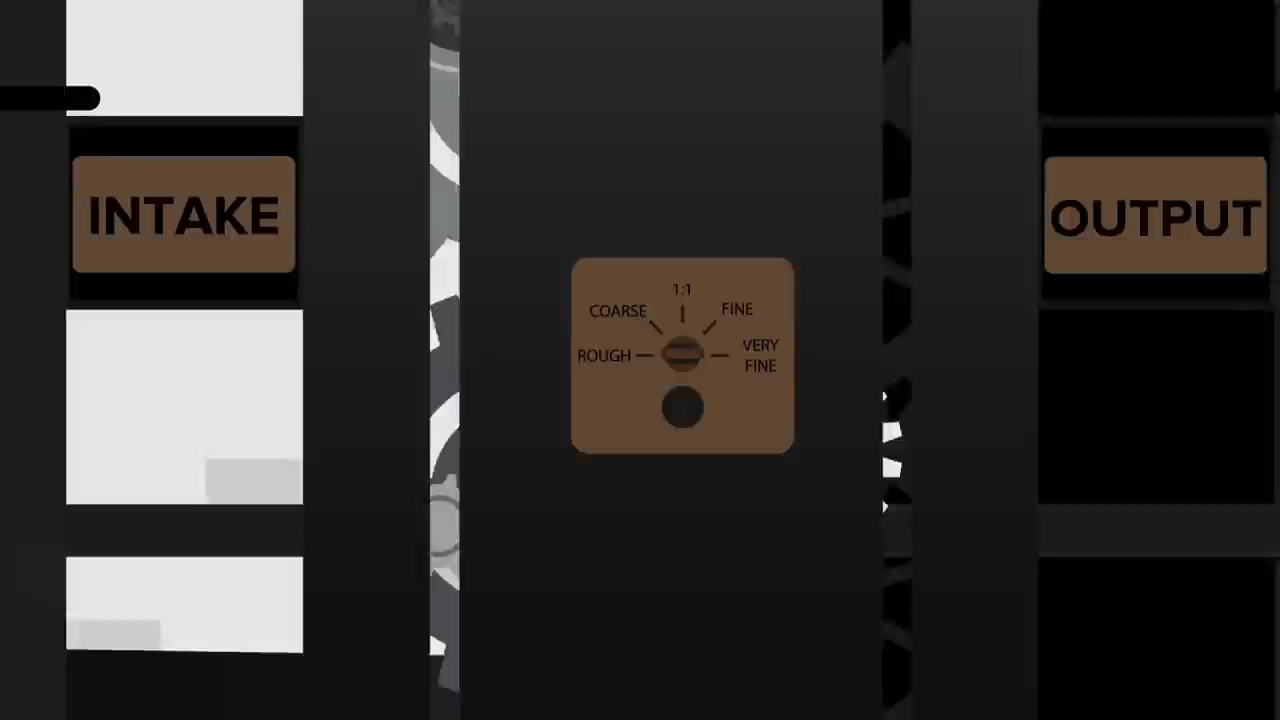 INTAKE
OUTPUT
1:1
COARSE
FINE
ROUGH
VERY
FINE